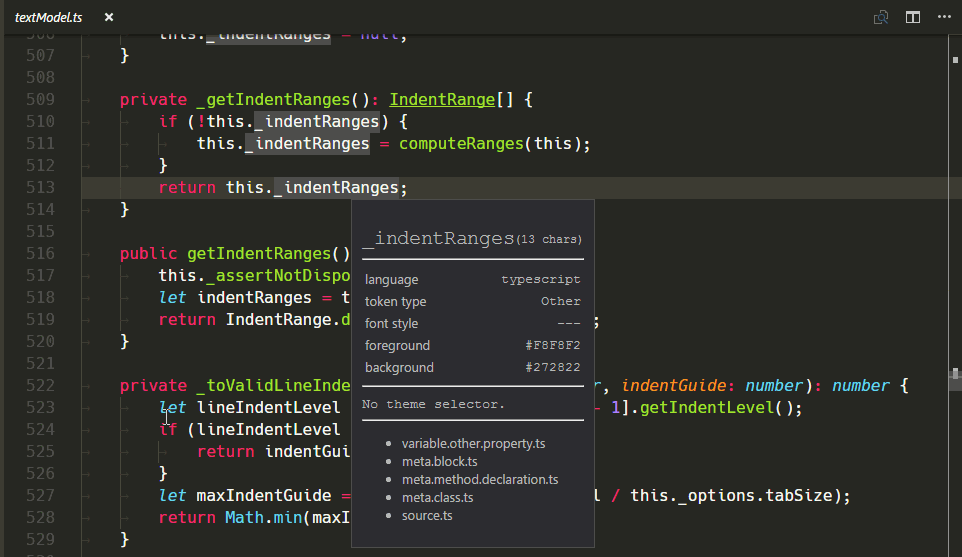 textModel.ts ×
506 this._indentRanges = null;
507 }
508
509 private _getIndentRanges(): IndentRange[] {
510 if (!this._indentRanges) {
511 this._indentRanges = computeRanges(this);
512 }
513 return this._indentRanges;
514 }
515
516 public getIndentRanges()
517 this._assertNotDispo
518 let indentRanges = t
519 return IndentRange.d ;
520 }
521
522 private _toValidLineInde r, indentGuide: number): number {
523 let lineIndentLevel - 1].getIndentLevel();
524 if (lineIndentLevel
525 return indentGui
526 }
527 let maxIndentGuide = l / this._options.tabSize);
528 return Math.min(maxI
529 }
_indentRanges(13 chars)
language typescript
token type Other
font style ---
foreground #F8F8F2
background #272822
No theme selector.
• variable.other.property.ts
• meta.block.ts
• meta.method.declaration.ts
• meta.class.ts
• source.ts